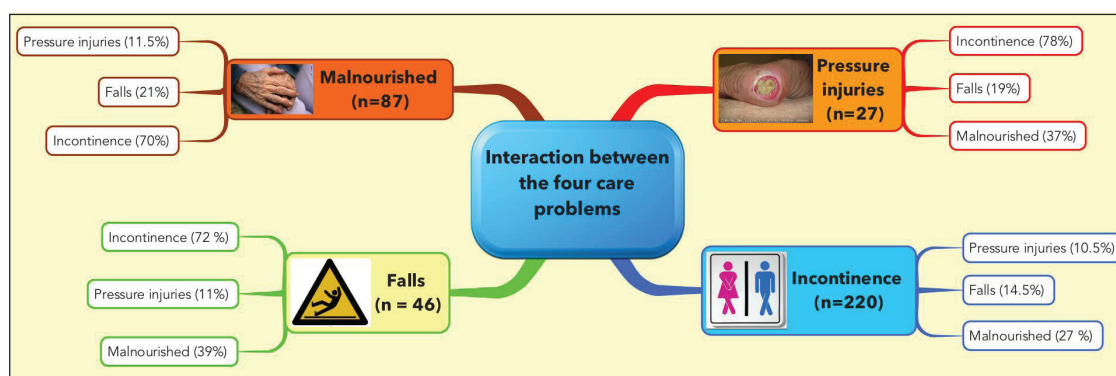 Pressure injuries (11.5%)
Falls (21%)
Incontinence (70%)
Malnourished
(n=87)
Pressure
injuries
(n=27)
Incontinence (78%)
Falls (19%)
Malnourished (37%)
Interaction between
the four care
problems
Incontinence (72 %)
Pressure injuries (11%)
Malnourished (39%)
Falls
(n = 46)
Incontinence
(n=220)
Pressure injuries (10.5%)
Falls (14.5%)
Malnourished (27 %)